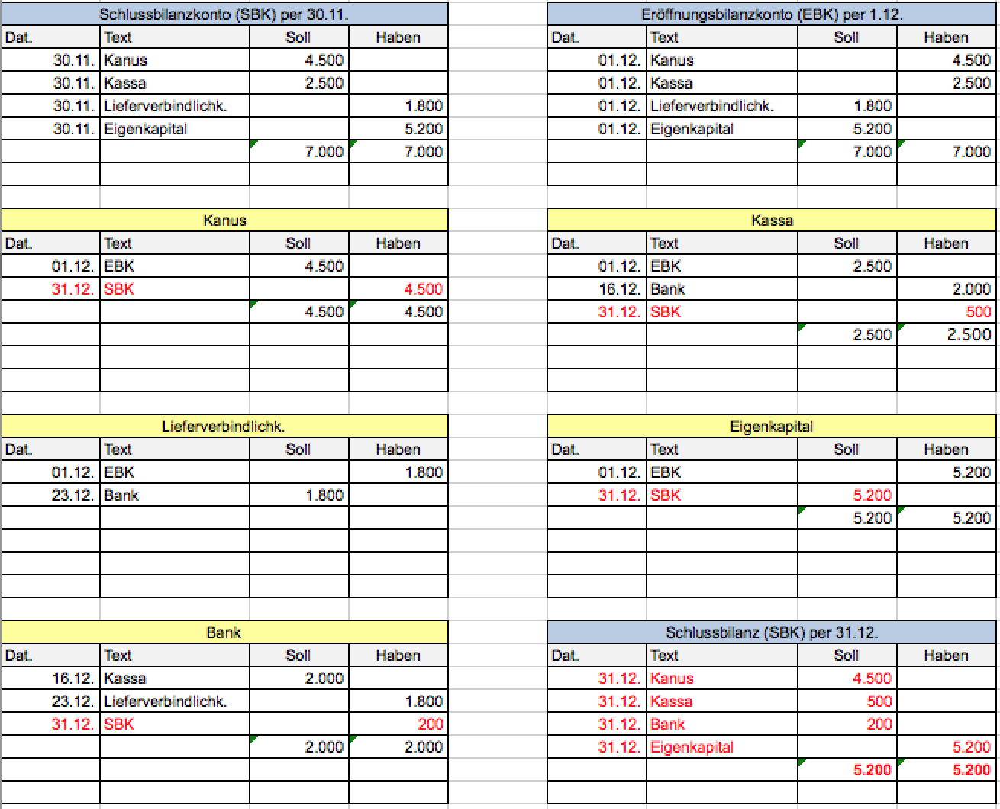 Schlussbilanzkonto (SBK) per 30.11.
Dat. Text Soll Haben
30.11. Kanus 4.500
30.11. Kassa 2.500
30.11. Lieferverbindlichk. 1.800
30.11. Eigenkapital 5.200
7.000 7.000
Eröffnungsbilanzkonto (EBK) per 1.12.
Dat. Text Soll Haben
01.12. Kanus 4.500
01.12. Kassa 2.500
01.12. Lieferverbindlichk. 1.800
01.12. Eigenkapital 5.200
7.000 7.000
Kanus
Dat. Text Soll Haben
01.12. EBK 4.500
31.12. SBK 4.500
4.500 4.500
Kassa
Dat. Text Soll Haben
01.12. EBK 2.500
16.12. Bank 2.000
31.12. SBK 500
2.500 2.500
Lieferverbindlichk.
Dat. Text Soll Haben
01.12. EBK 1.800
23.12. Bank 1.800
Eigenkapital
Dat. Text Soll Haben
01.12. EBK 5.200
31.12. SBK 5.200
5.200 5.200
Bank
Dat. Text Soll Haben
16.12. Kassa 2.000
23.12. Lieferverbindlichk. 1.800
31.12. SBK 200
2.000 2.000
Schlussbilanz (SBK) per 31.12.
Dat. Text Soll Haben
31.12. Kanus 4.500
31.12. Kassa 500
31.12. Bank 200
31.12. Eigenkapital 5.200
5.200 5.200